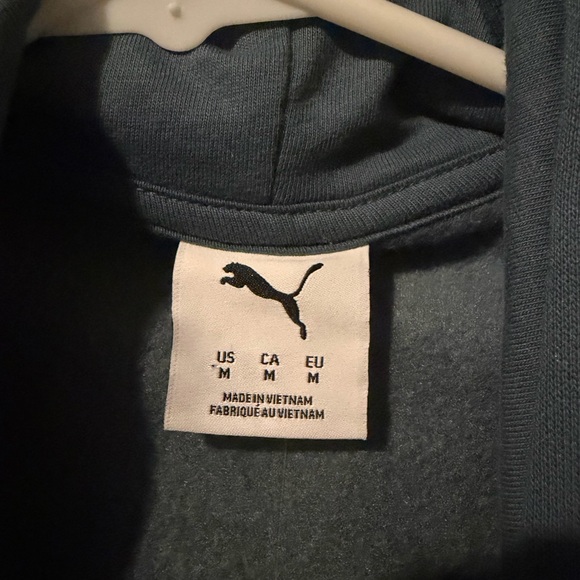 US CA EU
M M M
MADE IN VIETNAM
FABRIQUÉ AU VIETNAM